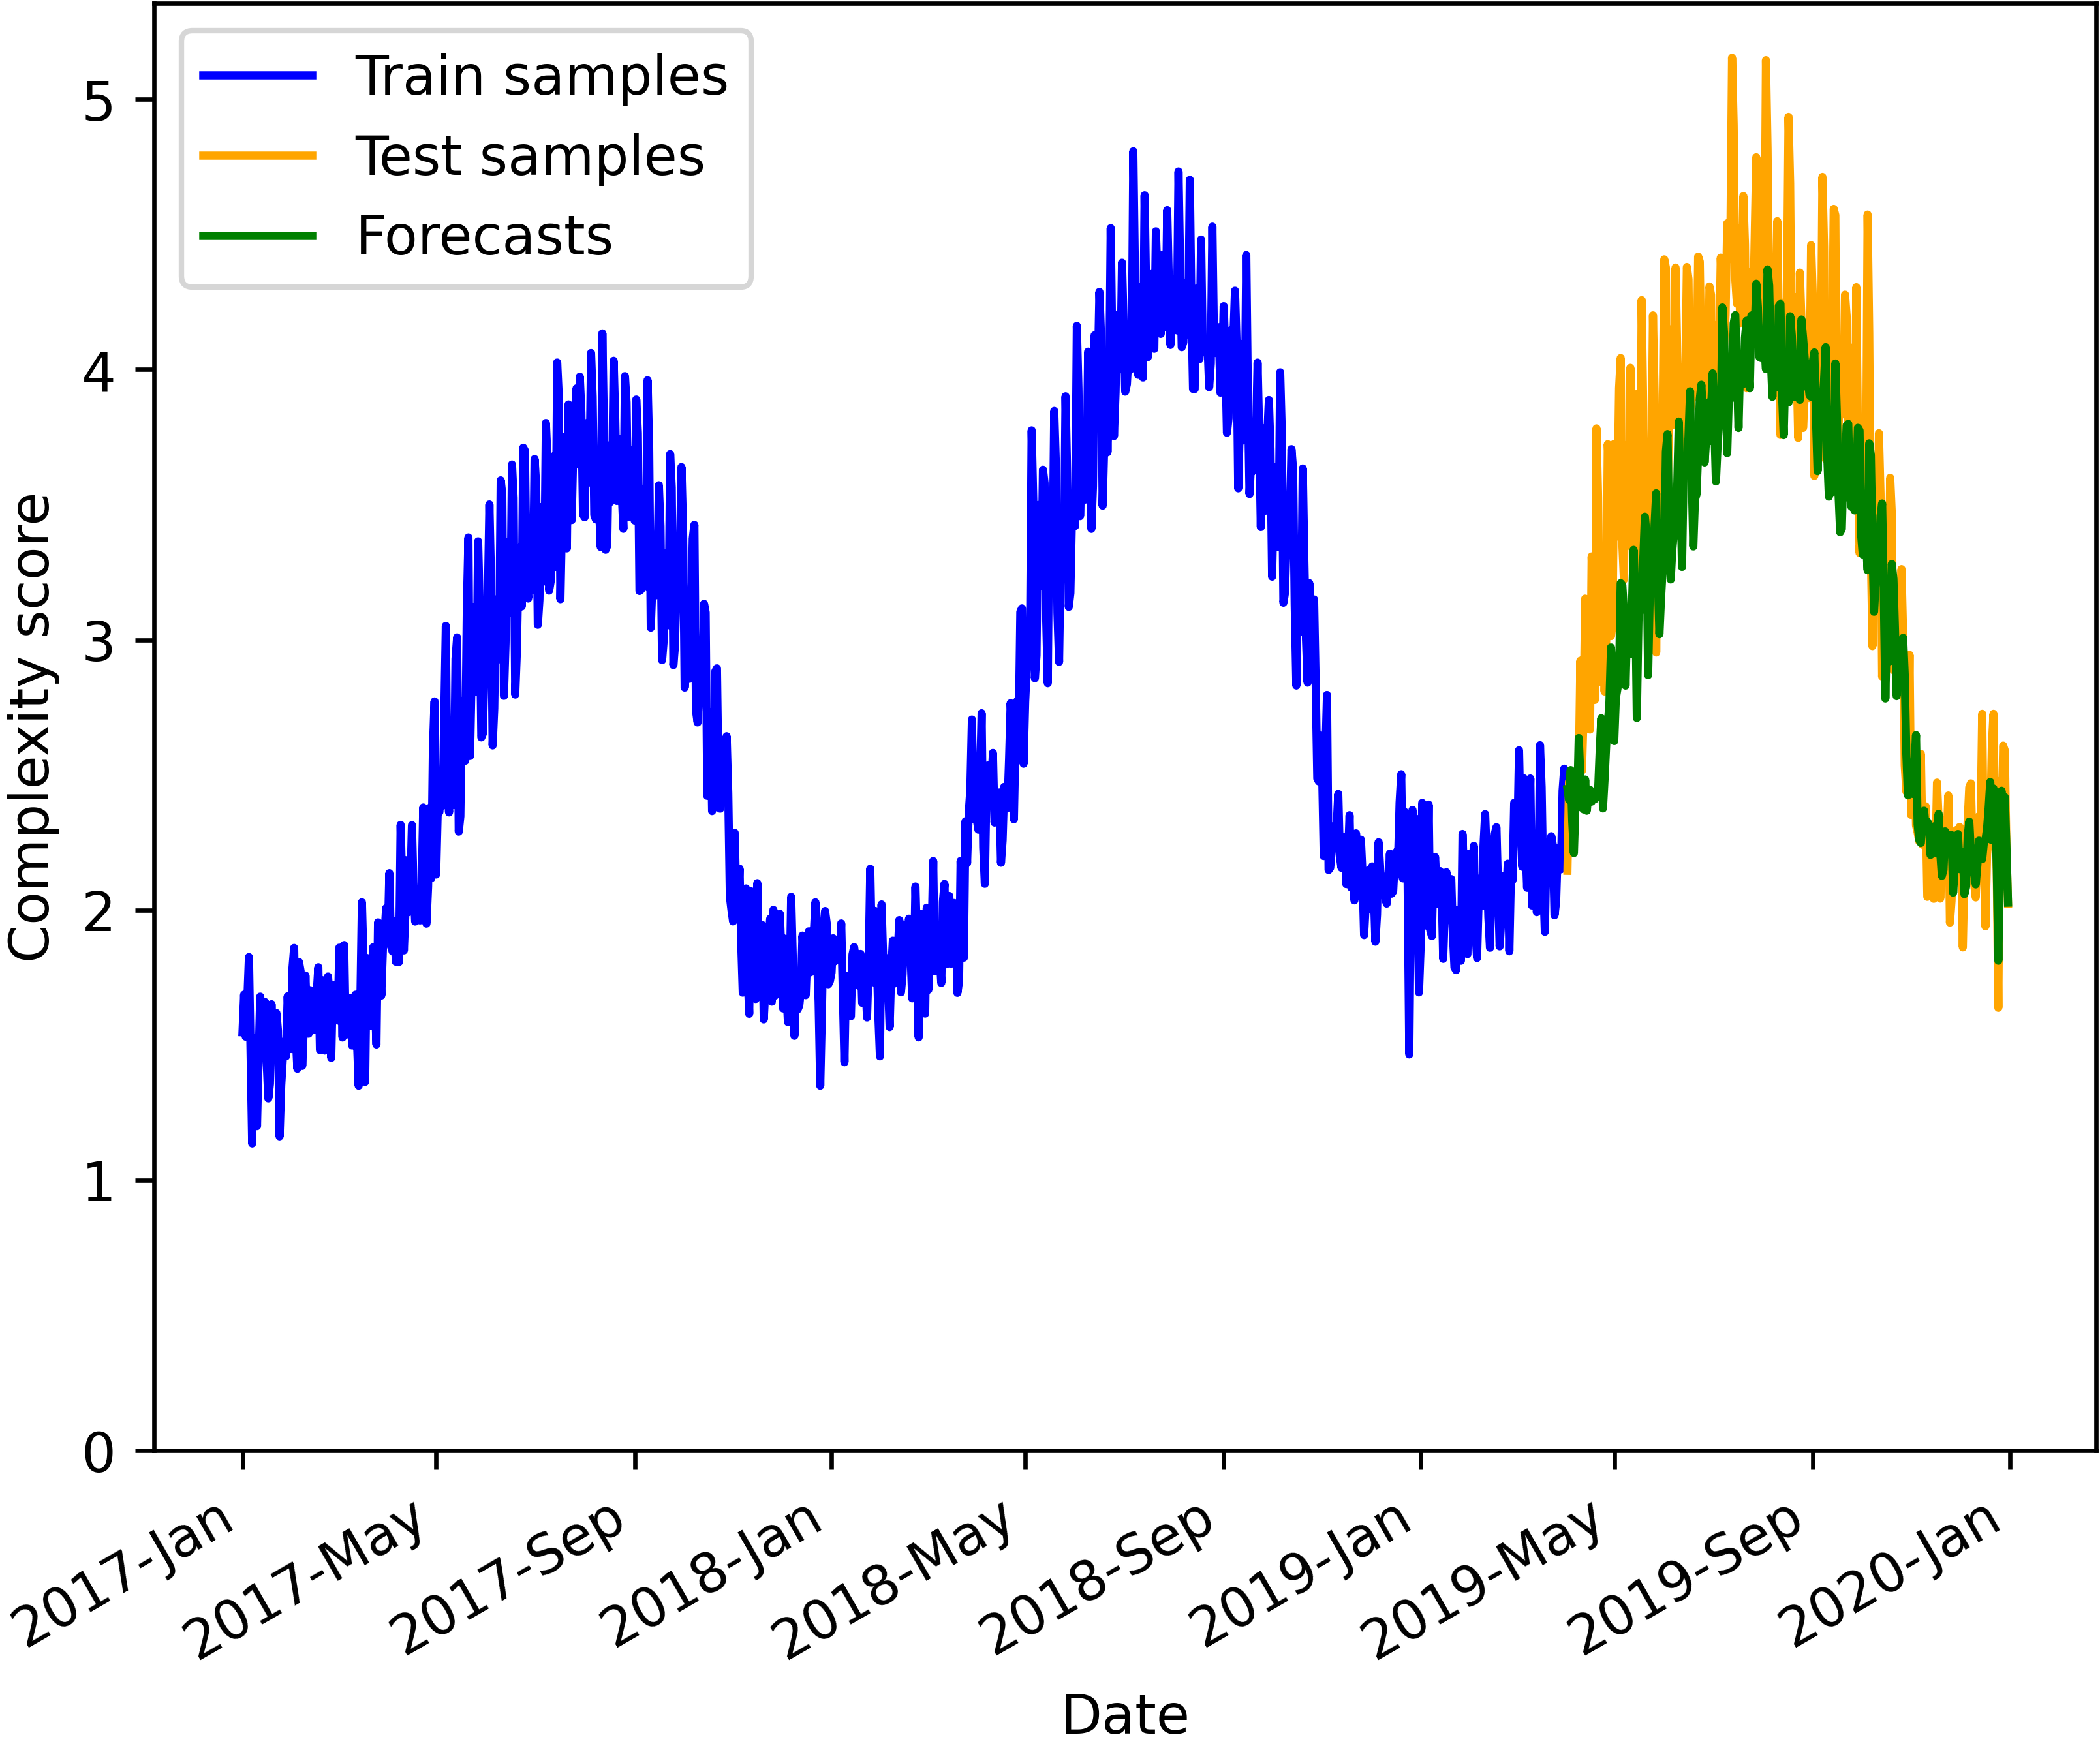 Train samples
Test samples
Forecasts
5
4
3
2
1
0
Complexity score
2017-Jan
2017-May
2017-Sep
2018-Jan
2018-May
2018-Sep
2019-Jan
2019-May
2019-Sep
2020-Jan
Date